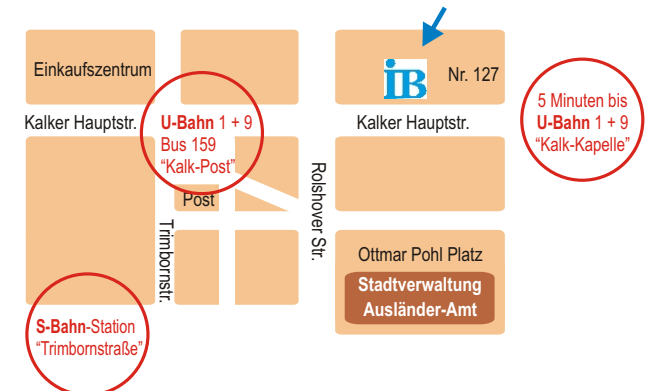 Einkaufszentrum
iB
Nr. 127
Kalker Hauptstr.
U-Bahn 1 + 9
Bus 159
“Kalk-Post”
Kalker Hauptstr.
5 Minuten bis
U-Bahn 1 + 9
“Kalk-Kapelle”
Post
Trimbornstr.
Rolshover Str.
Ottmar Pohl Platz
Stadtverwaltung
Ausländer-Amt
S-Bahn-Station
“Trimbornstraße”